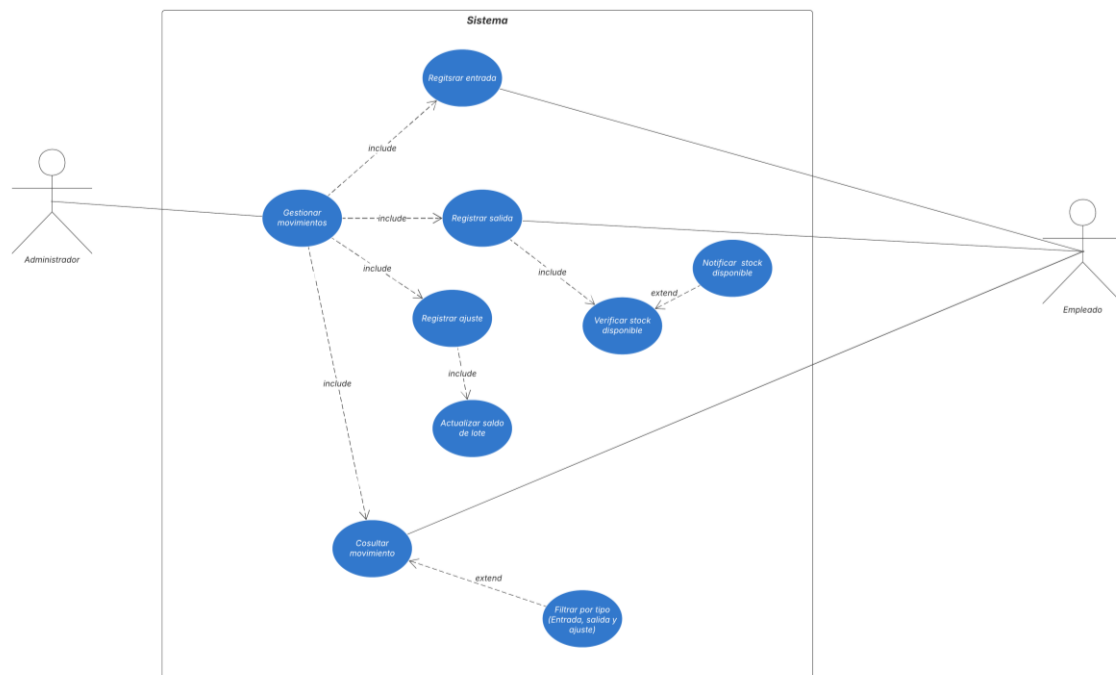 Sistema
Regitsrar entrada
include
Gestionar
movimientos
include
Registrar salida
Administrador
include
include
Notificar stock
disponible
extend
Registrar ajuste
Verificar stock
disponible
Empleado
include
include
Actualizar saldo
de lote
Cosultar
movimiento
extend
Filtrar por tipo
(Entrada, salida y
ajuste)